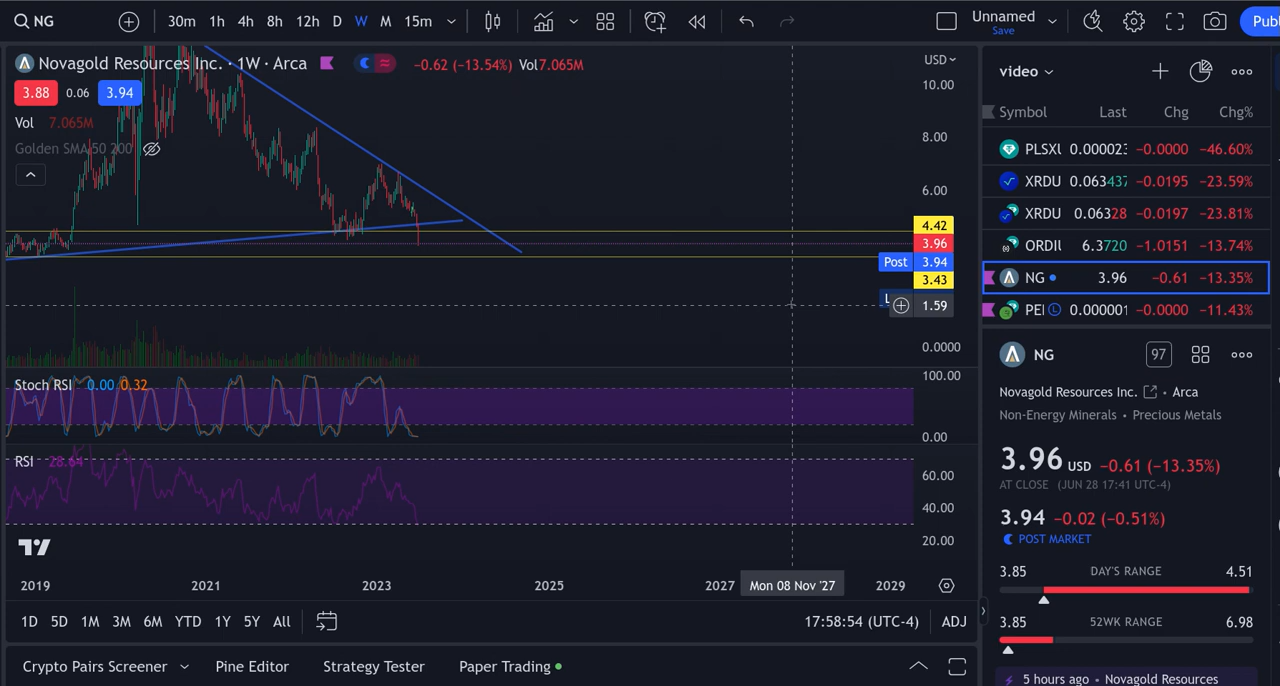 NG 30m 1h 4h 8h 12h D W M 15m Unnamed
Save Publ
Novagold Resources Inc. · 1W · Arca −0.62 (−13.54%) Vol7.065M
3.88 0.06 3.94
Vol 7.065M
Golden SMA 50 200
USD
10.00
8.00
6.00
4.42
3.96
Post 3.94
3.43
L 1.59
0.0000
Stoch RSI 0.00 0.32
100.00
0.00
RSI 28.64
60.00
40.00
20.00
2019 2021 2023 2025 2027 Mon 08 Nov '27 2029
1D 5D 1M 3M 6M YTD 1Y 5Y All 17:58:54 (UTC-4) ADJ
Crypto Pairs Screener Pine Editor Strategy Tester Paper Trading
video
Symbol Last Chg Chg%
PLSXU 0.000023 −0.0000 −46.60%
XRDU 0.063437 −0.0195 −23.59%
XRDU 0.06328 −0.0197 −23.81%
ORDIU 6.3720 −1.0151 −13.74%
NG 3.96 −0.61 −13.35%
PEI L 0.000001 −0.0000 −11.43%
NG 97
Novagold Resources Inc. • Arca
Non-Energy Minerals • Precious Metals
3.96 USD −0.61 (−13.35%)
AT CLOSE (JUN 28 17:41 UTC-4)
3.94 −0.02 (−0.51%)
POST MARKET
3.85 DAY'S RANGE 4.51
3.85 52WK RANGE 6.98
5 hours ago • Novagold Resources